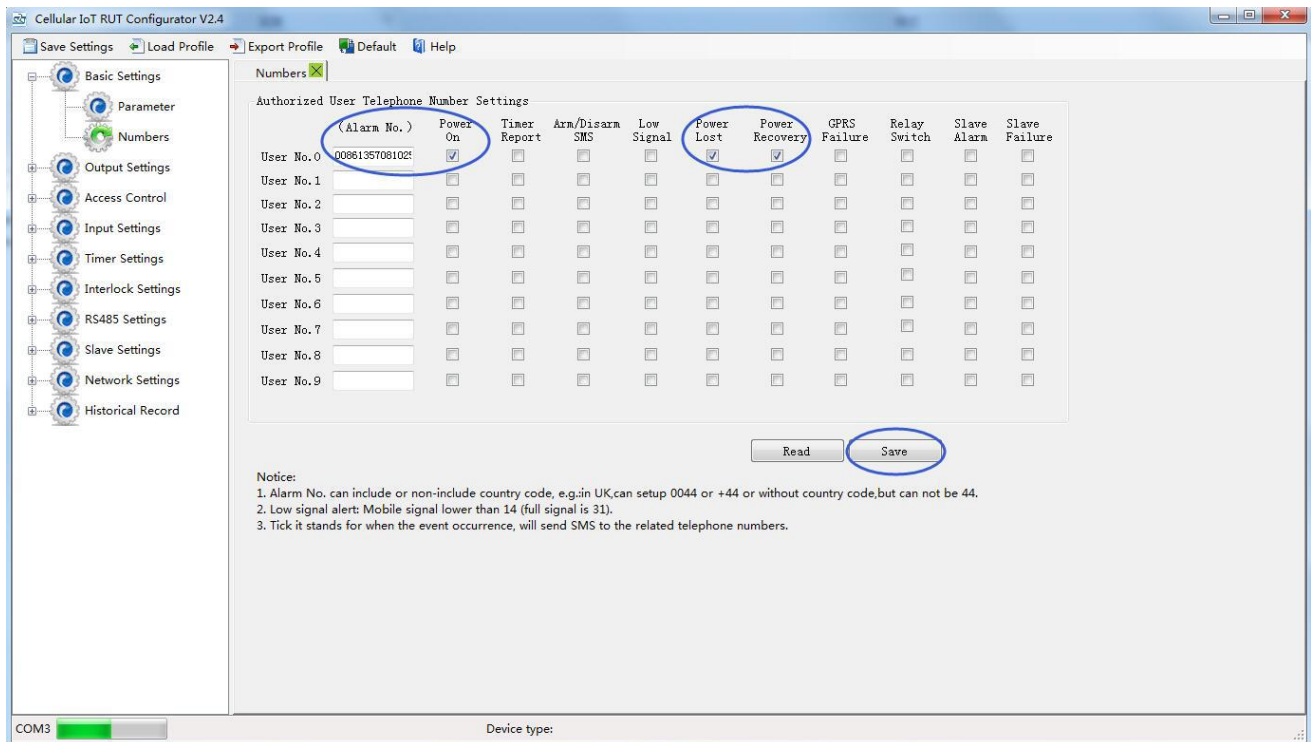 Cellular IoT RUT Configurator V2.4
Save Settings Load Profile Export Profile Default Help
Basic Settings
Parameter
Numbers
Output Settings
Access Control
Input Settings
Timer Settings
Interlock Settings
RS485 Settings
Slave Settings
Network Settings
Historical Record
Numbers
Authorized User Telephone Number Settings
(Alarm No.) Power On Timer Report Arm/Disarm SMS Low Signal Power Lost Power Recovery GPRS Failure Relay Switch Slave Alarm Slave Failure
User No.0
User No.1
User No.2
User No.3
User No.4
User No.5
User No.6
User No.7
User No.8
User No.9
Read Save
Notice:
1. Alarm No. can include or non-include country code, e.g.:in UK,can setup 0044 or +44 or without country code,but can not be 44.
2. Low signal alert: Mobile signal lower than 14 (full signal is 31).
3. Tick it stands for when the event occurrence, will send SMS to the related telephone numbers.
COM3 Device type: